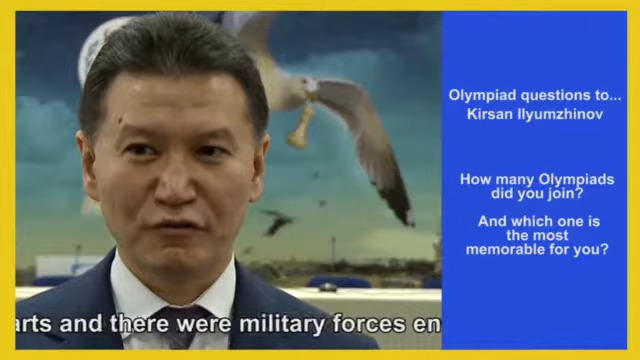 Olympiad questions to...
Kirsan Ilyumzhinov
How many Olympiads
did you join?
And which one is
the most
memorable for you?
arts and there were military forces en